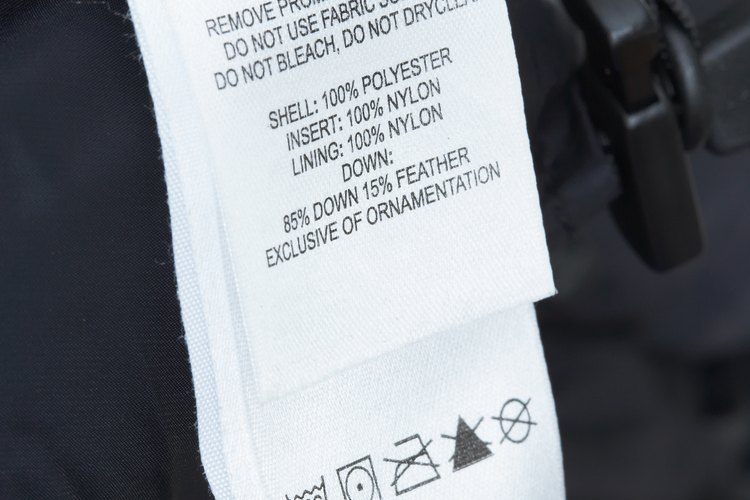 REMOVE
DO NOT USE FABRIC
DO NOT BLEACH, DO NOT
SHELL: 100% POLYESTER
INSERT: 100% NYLON
LINING: 100% NYLON
DOWN:
85% DOWN 15% FEATHER
EXCLUSIVE OF ORNAMENTATION